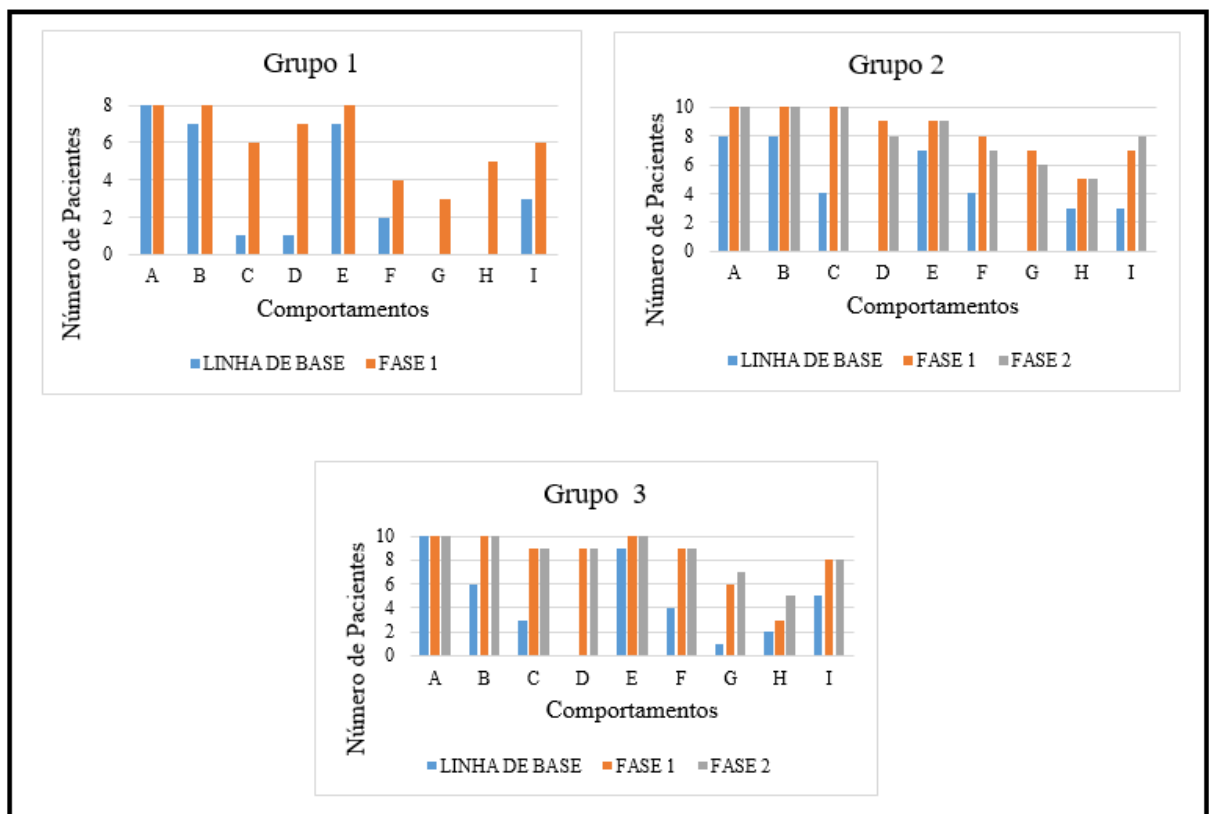 Grupo 1
Número de Pacientes
8
6
4
2
0
A B C D E F G H I
Comportamentos
LINHA DE BASE FASE 1
Grupo 2
Número de Pacientes
10
8
6
4
2
0
A B C D E F G H I
Comportamentos
LINHA DE BASE FASE 1 FASE 2
Grupo 3
Número de Pacientes
10
8
6
4
2
0
A B C D E F G H I
Comportamentos
LINHA DE BASE FASE 1 FASE 2